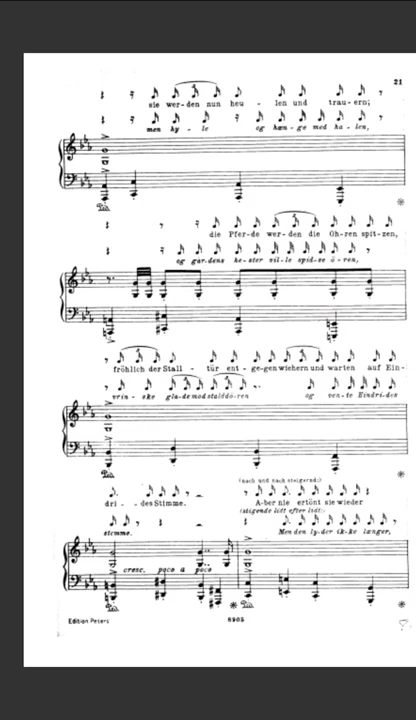 21
sie wer-den nun heu - len und trau-ern;
men hy - le og hæn-ge med ha-len,
die Pfer-de wer-den die Oh-ren spit-zen,
og gar-dens he-ster vil-le spid-se ö-ren,
fröhlich der Stall - tür ent-ge-gen wiehern und warten auf Ein-
vrin-ske gla-de mod stalddö-ren og ven-te Eindri-des
(nach und nach steigernd:)
dri - des Stimme. A-ber nie ertönt sie wieder
(stigende lidt efter lidt:)
stemme. Men den ly-der ik-ke længer,
cresc. poco a poco
Edition Peters 8905